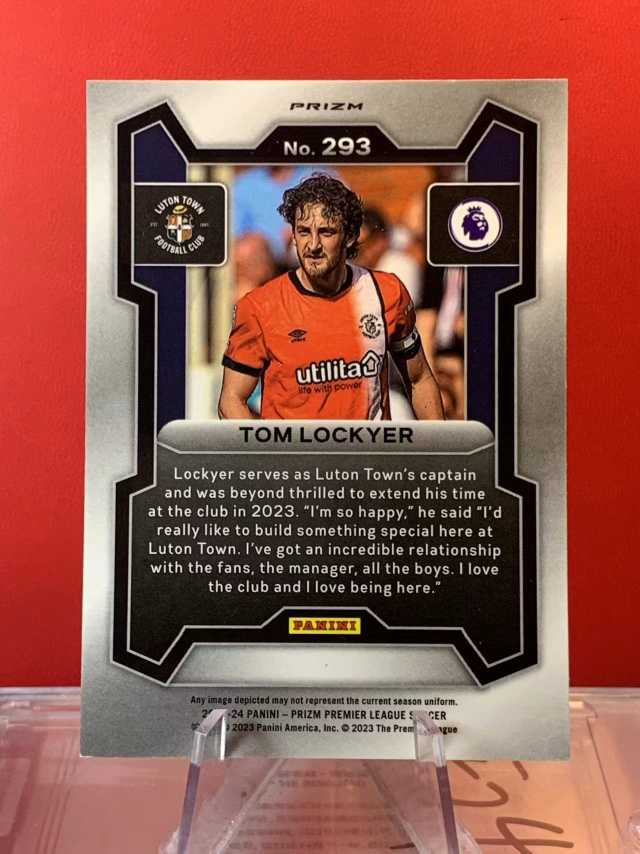 PRIZM
No. 293
LUTON TOWN
EST 1885
FOOTBALL CLUB
utilita
life with power
TOM LOCKYER
Lockyer serves as Luton Town's captain
and was beyond thrilled to extend his time
at the club in 2023. "I'm so happy," he said "I'd
really like to build something special here at
Luton Town. I've got an incredible relationship
with the fans, the manager, all the boys. I love
the club and I love being here."
PANINI
Any image depicted may not represent the current season uniform.
-24 PANINI – PRIZM PREMIER LEAGUE
2023 Panini America, Inc. © 2023 The